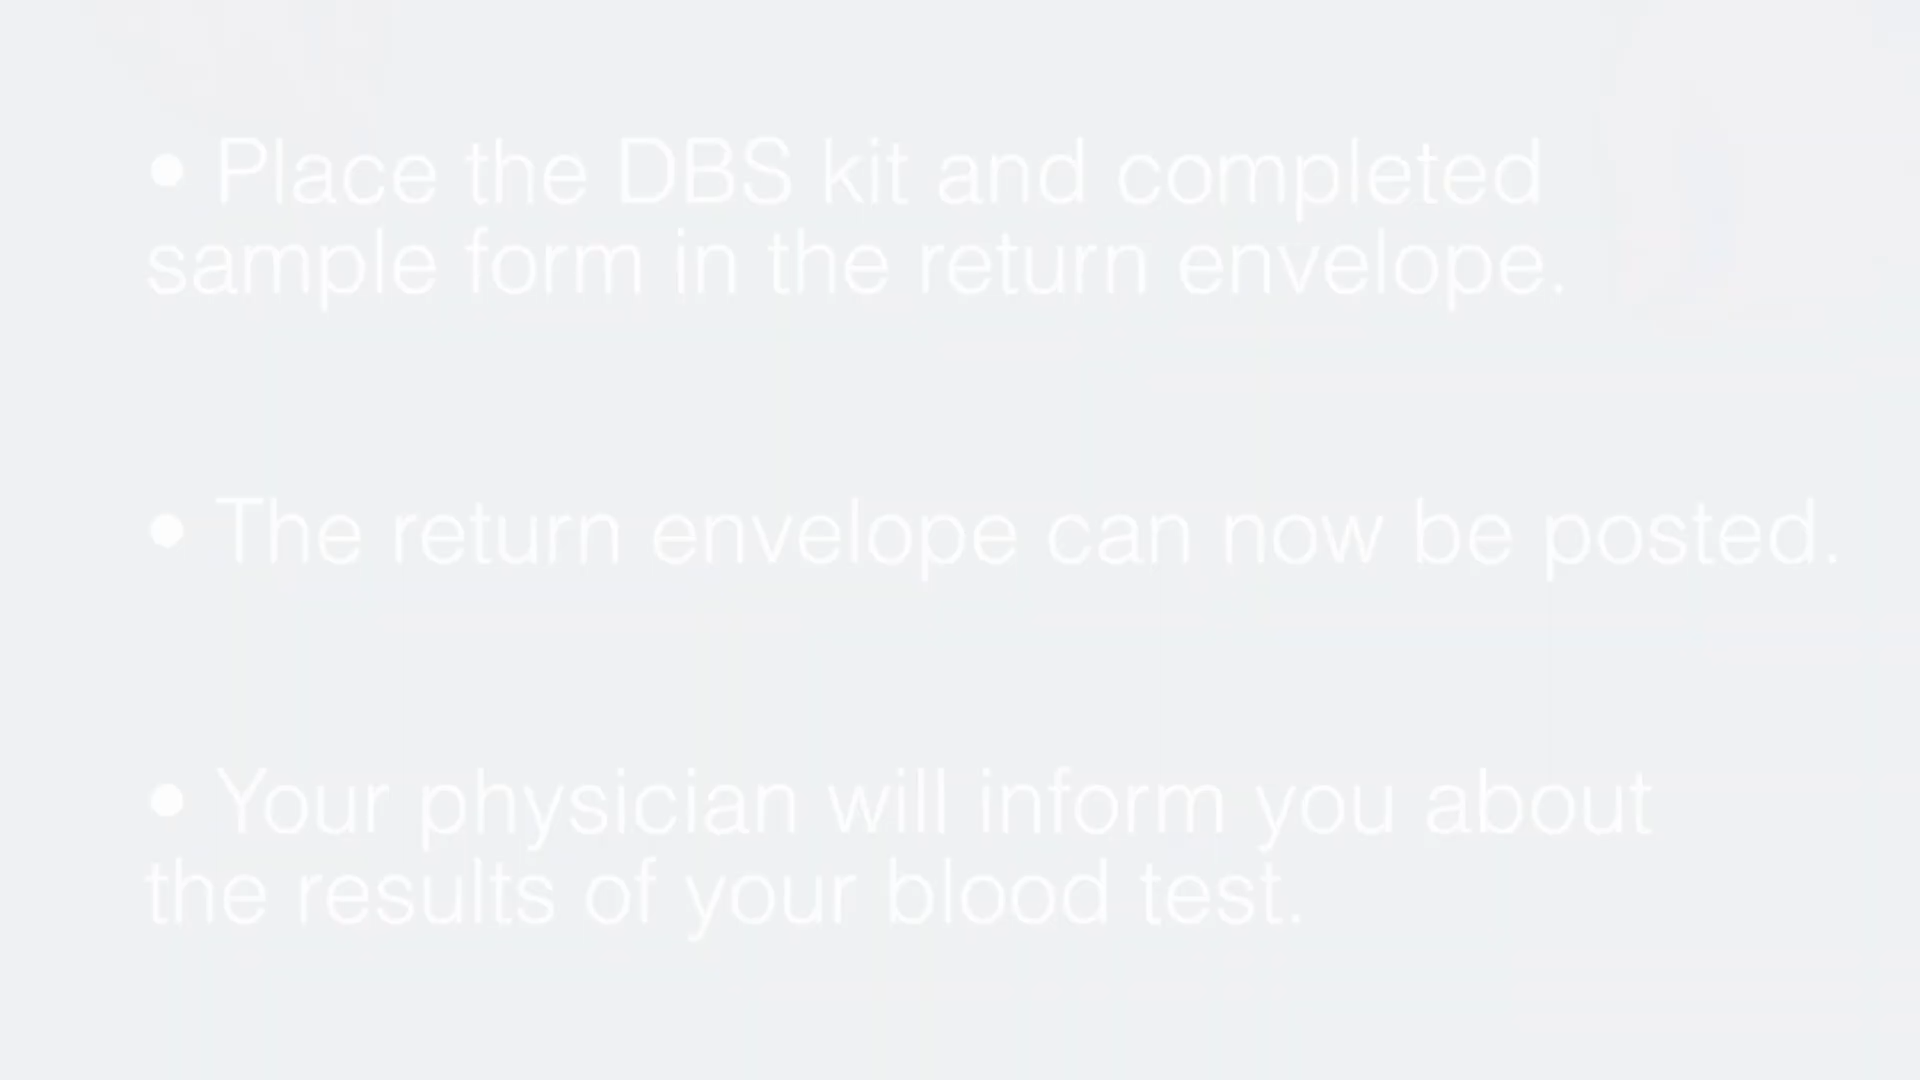 • Place the DBS kit and completed
sample form in the return envelope.
• The return envelope can now be posted.
• Your physician will inform you about
the results of your blood test.